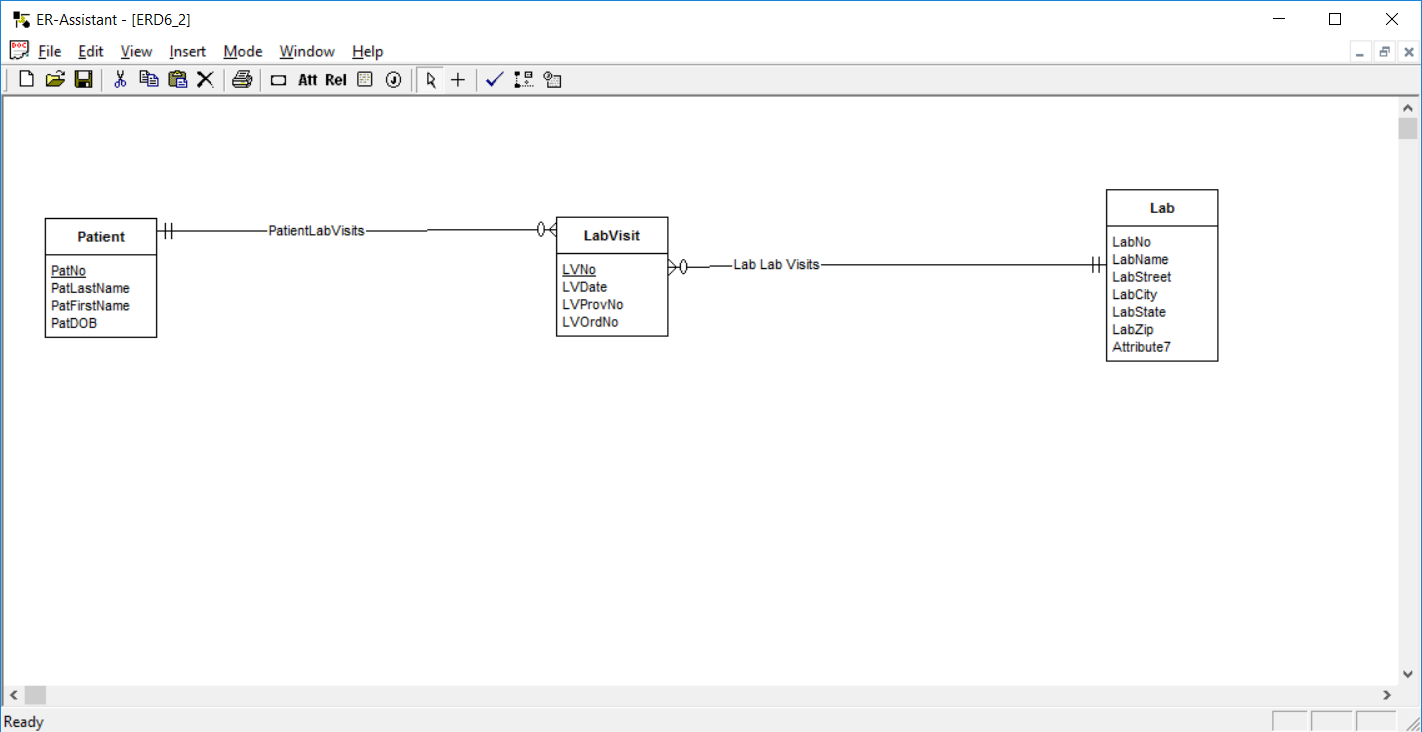 ER-Assistant - [ERD6_2]
File Edit View Insert Mode Window Help
Att Rel
Patient
PatNo
PatLastName
PatFirstName
PatDOB
PatientLabVisits
LabVisit
LVNo
LVDate
LVProvNo
LVOrdNo
Lab Lab Visits
Lab
LabNo
LabName
LabStreet
LabCity
LabState
LabZip
Attribute7
Ready